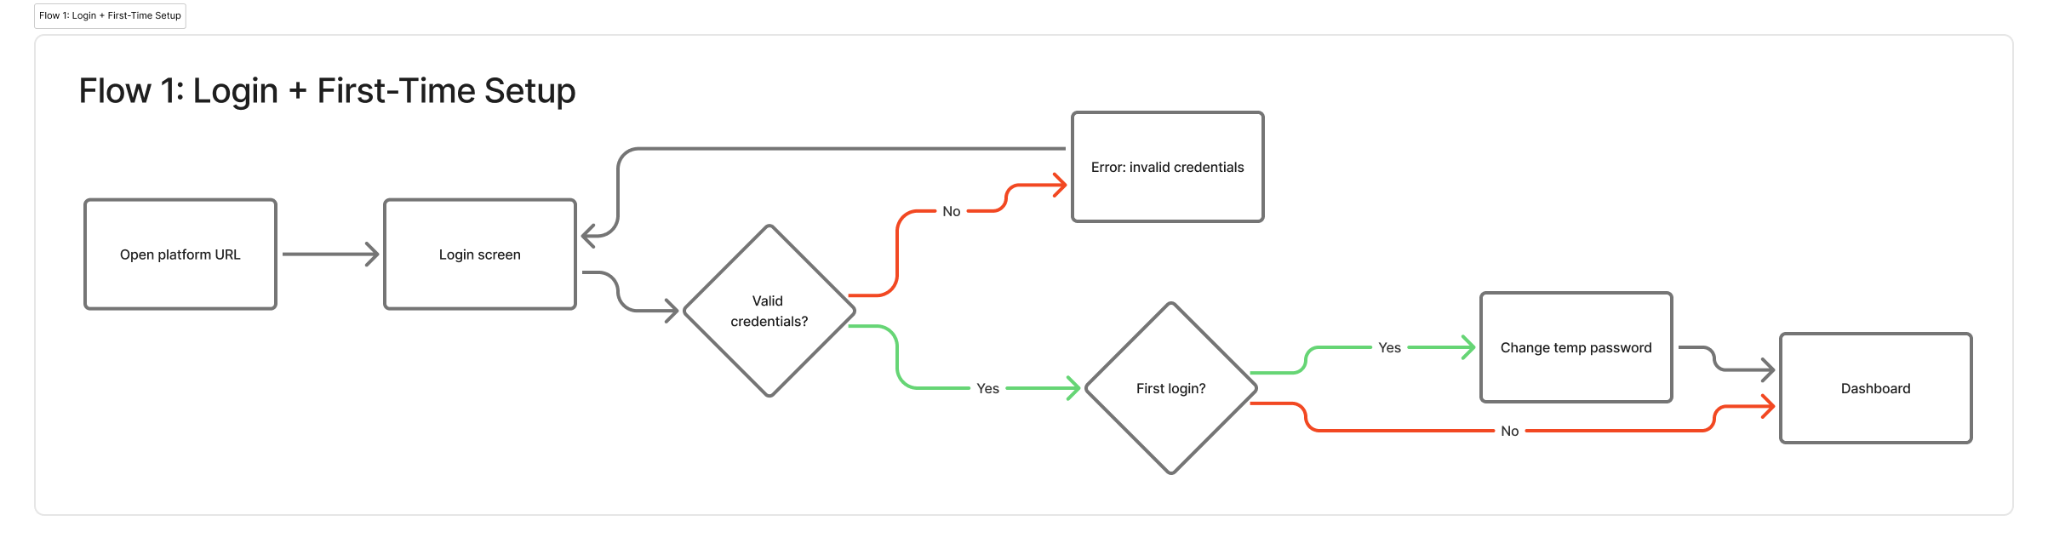 Flow 1: Login + First-Time Setup
Flow 1: Login + First-Time Setup
Open platform URL
Login screen
Valid
credentials?
No
Error: invalid credentials
Yes
First login?
Yes
Change temp password
No
Dashboard